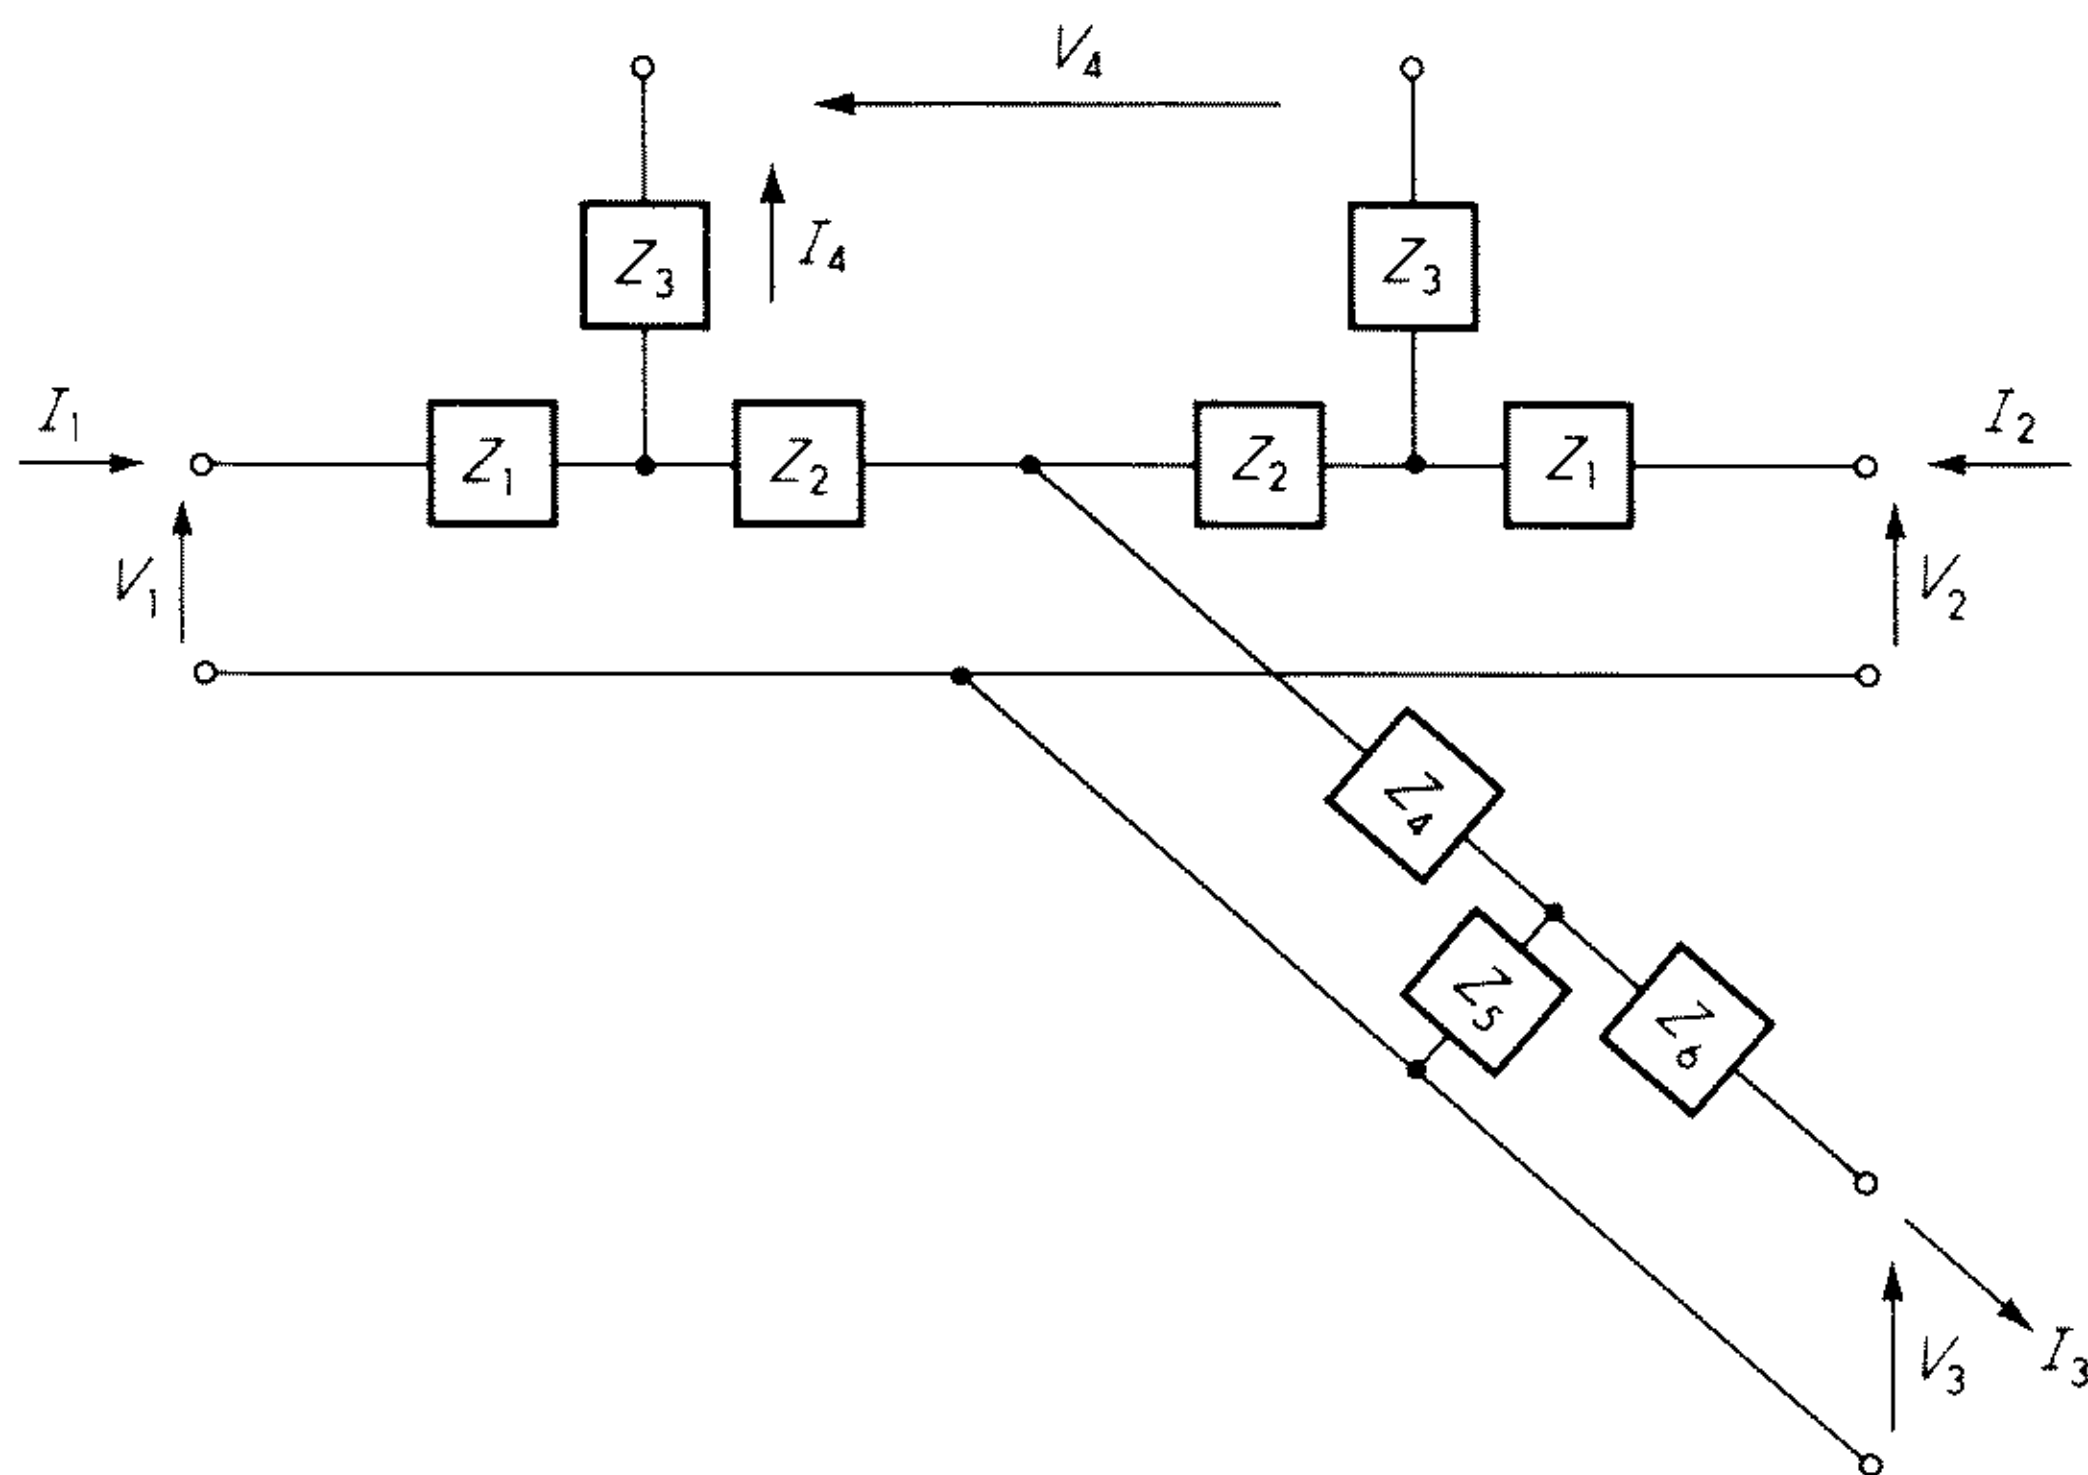 V₄
Z₃ I₄ Z₃
I₁ Z₁ Z₂ Z₂ Z₁ I₂
V₁ V₂
Z₄
Z₅ Z₆
V₃ I₃